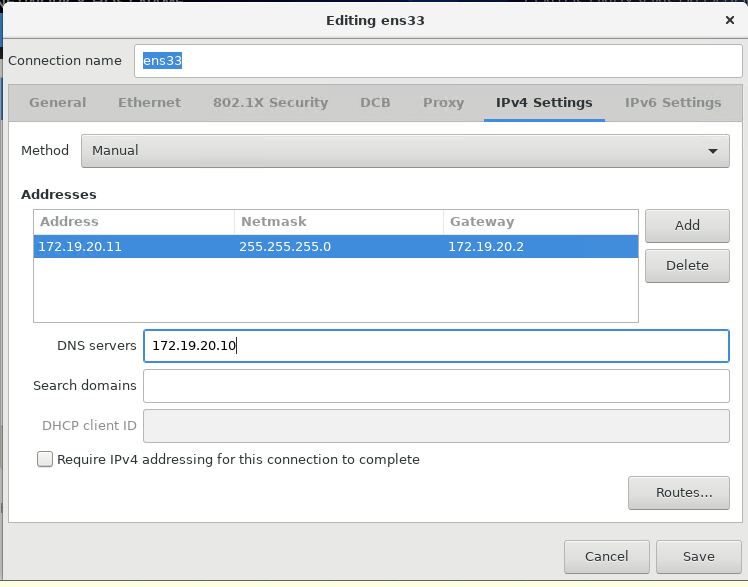 Editing ens33
Connection name ens33
General Ethernet 802.1X Security DCB Proxy IPv4 Settings IPv6 Settings
Method Manual
Addresses
Address Netmask Gateway
172.19.20.11 255.255.255.0 172.19.20.2
Add
Delete
DNS servers 172.19.20.10
Search domains
DHCP client ID
Require IPv4 addressing for this connection to complete
Routes...
Cancel Save